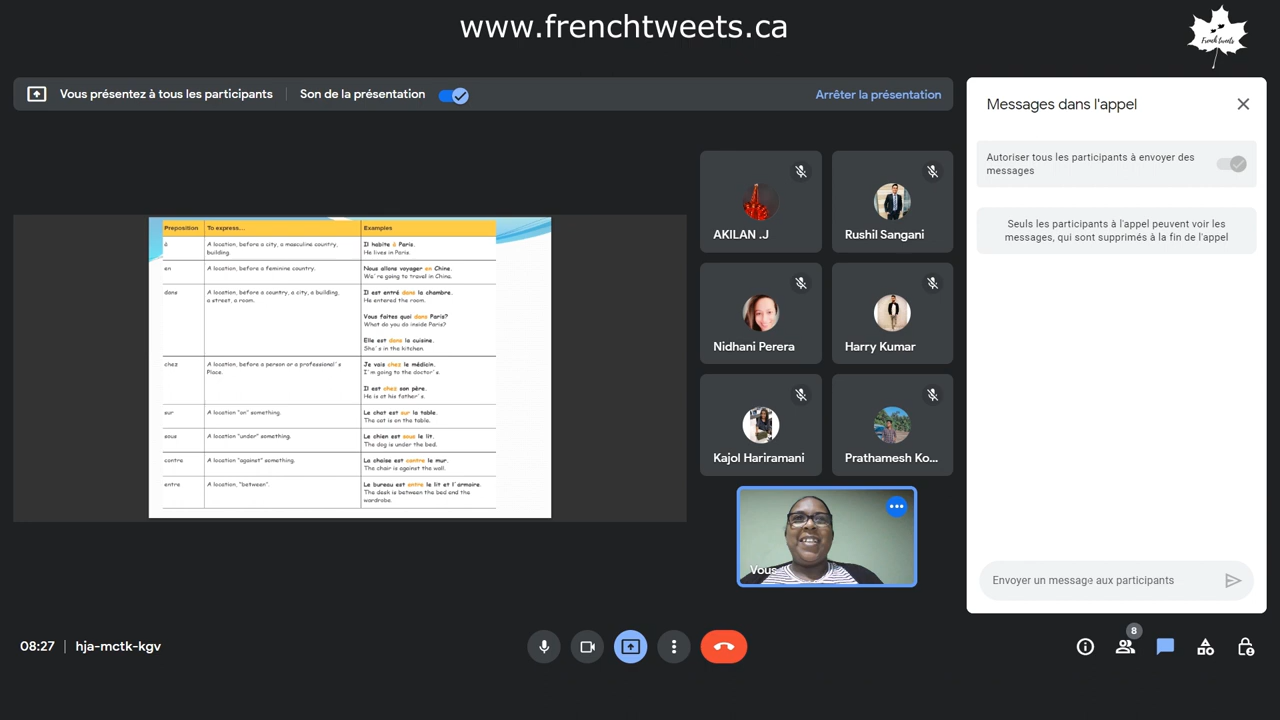 www.frenchtweets.ca
French tweets
Vous présentez à tous les participants
Son de la présentation
Arrêter la présentation
Messages dans l'appel
Autoriser tous les participants à envoyer des
messages
Seuls les participants à l'appel peuvent voir les
messages, qui sont supprimés à la fin de l'appel
Preposition To express... Examples
à A location, before a city, a masculine country, Il habite à Paris.
building. He lives in Paris
en A location, before a feminine country. Nous allons voyager en Chine.
We're going to travel in China.
dans A location, before a country, a city, a building, Il est entré dans la chambre.
a street, a room. He entered the room.
Vous faites quoi dans Paris?
What do you do inside Paris?
Elle est dans la cuisine.
She's in the kitchen.
chez A location, before a person or a professional's Je vais chez le médicin.
Place. I'm going to the doctor's.
Il est chez son père.
He is at his father's.
sur A location "or" something. Le chat est sur la table.
The cat is on the table.
sous A location "under" something. Le chien est sous le lit.
The dog is under the bed.
contre A location "against" something. La chaise est contre le mur.
The chair is against the wall.
entre A location, "between". Le bureau est entre le lit et l'armoire.
The desk is between the bed and the
wardrobe.
AKILAN .J
Rushil Sangani
Nidhani Perera
Harry Kumar
Kajol Hariramani
Prathamesh Ko...
Vous
Envoyer un message aux participants
08:27 | hja-mctk-kgv
8